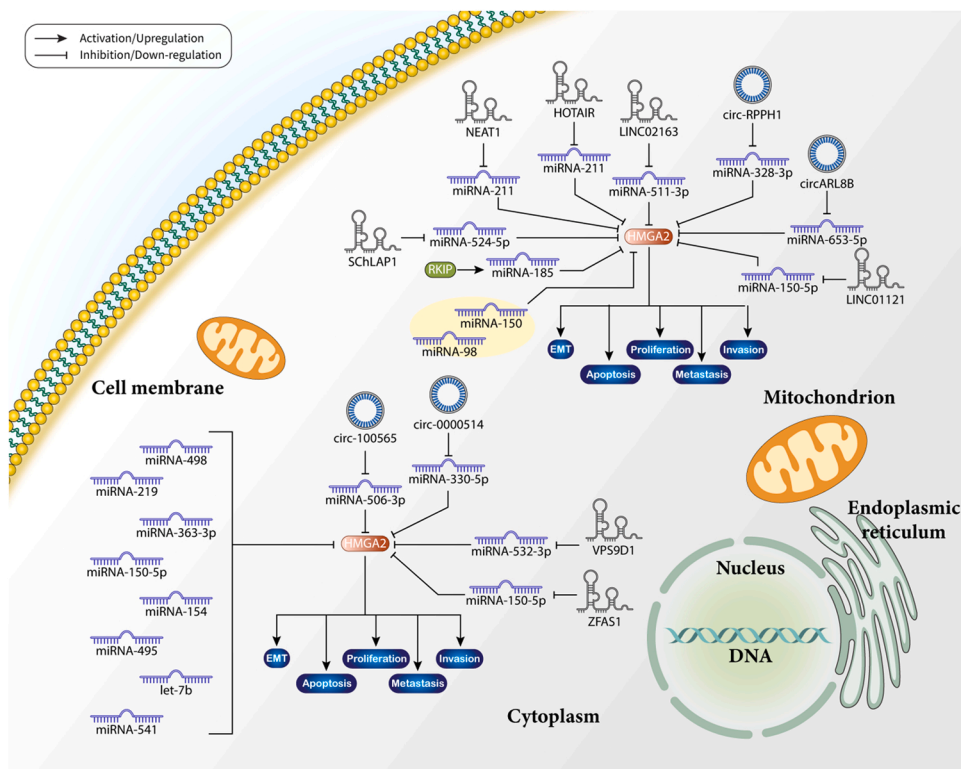 Activation/Upregulation
Inhibition/Down-regulation
NEAT1
HOTAIR
LINC02163
circ-RPPH1
circARL8B
miRNA-211
miRNA-211
miRNA-511-3p
miRNA-328-3p
miRNA-653-5p
SChLAP1
miRNA-524-5p
HMGA2
RKIP
miRNA-185
miRNA-150-5p
LINC01121
miRNA-150
miRNA-98
EMT
Proliferation
Invasion
Apoptosis
Metastasis
Cell membrane
Mitochondrion
circ-100565
circ-0000514
miRNA-498
miRNA-219
miRNA-363-3p
miRNA-150-5p
miRNA-154
miRNA-495
let-7b
miRNA-541
miRNA-506-3p
miRNA-330-5p
HMGA2
miRNA-532-3p
VPS9D1
miRNA-150-5p
ZFAS1
EMT
Proliferation
Invasion
Apoptosis
Metastasis
Endoplasmic
reticulum
Nucleus
DNA
Cytoplasm